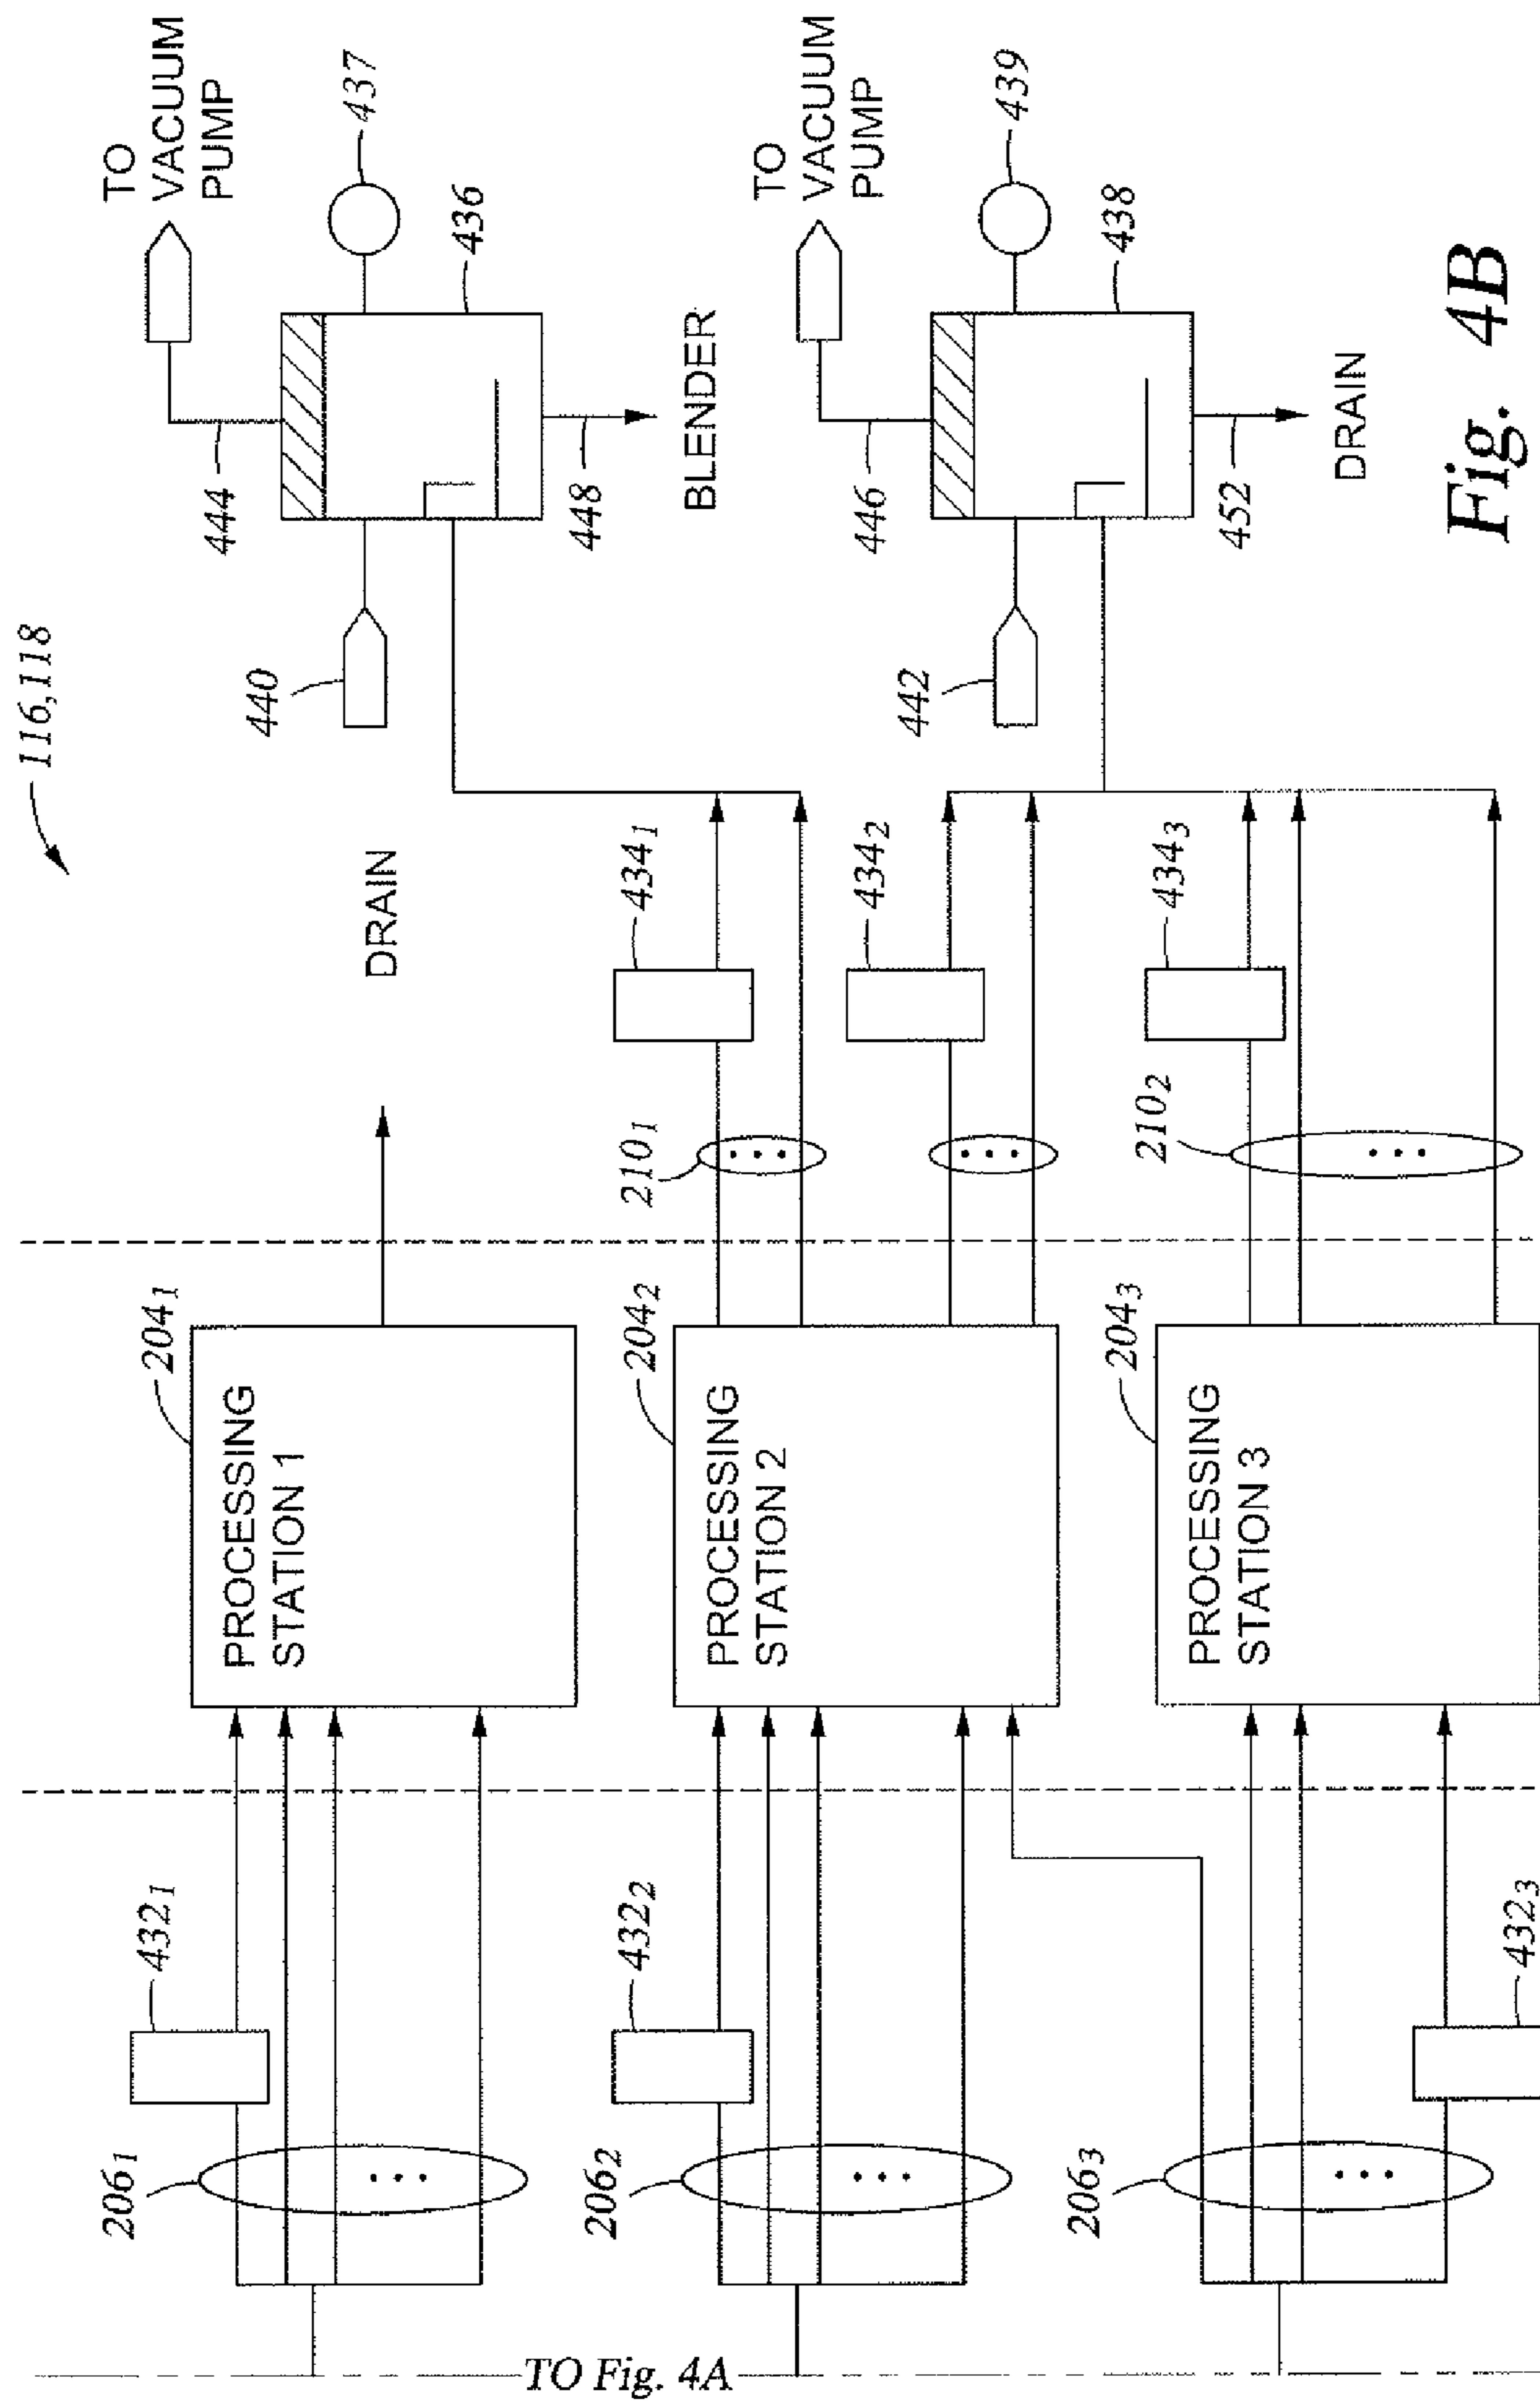 116,118
TO
VACUUM
PUMP
444
437
436
440
448
BLENDER
TO
VACUUM
PUMP
446
439
438
442
452
DRAIN
DRAIN
434₁
434₂
434₃
210₁
210₂
204₁
PROCESSING
STATION 1
204₂
PROCESSING
STATION 2
204₃
PROCESSING
STATION 3
432₁
432₂
432₃
206₁
206₂
206₃
TO Fig. 4A
Fig. 4B